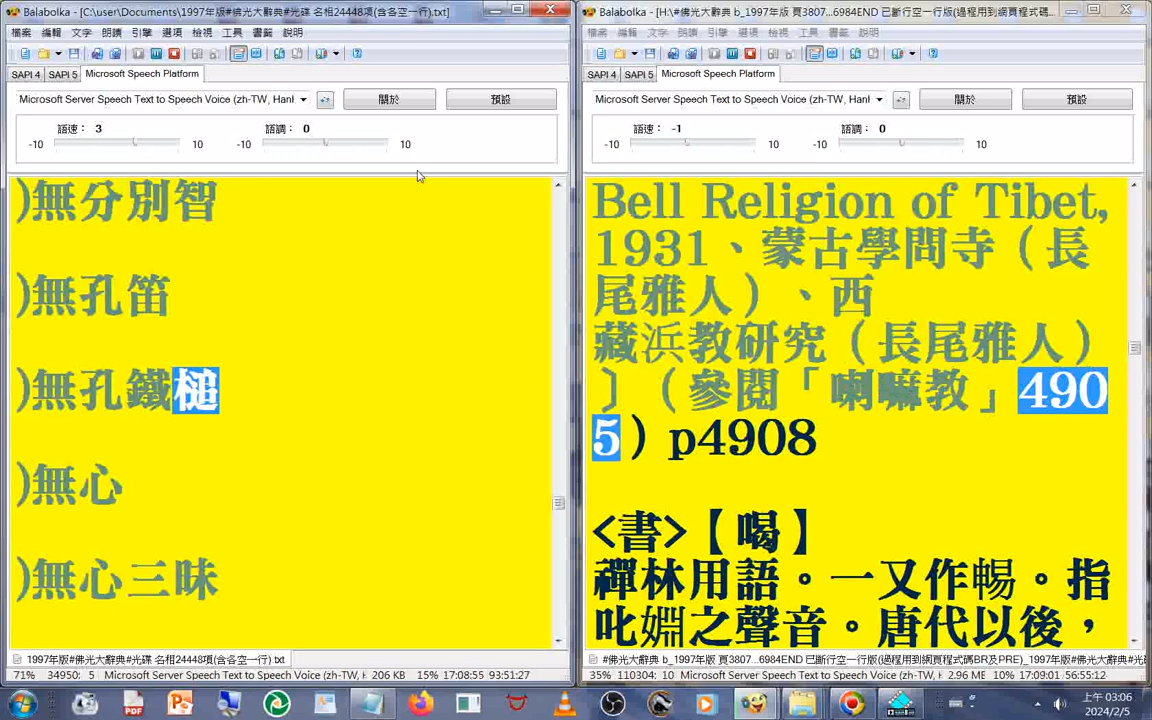 Balabolka - [C:\user\Documents\1997年版#佛光大辭典#光碟 名相24448項(含各空一行).txt]
檔案 編輯 文字 朗讀 引擎 選項 檢視 工具 書籤 說明
SAPI 4 SAPI 5 Microsoft Speech Platform
Microsoft Server Speech Text to Speech Voice (zh-TW, Hanl
關於 預設
語速： 3 語調： 0
-10 10 -10 10
)無分別智
)無孔笛
)無孔鐵槌
)無心
)無心三昧
1997年版#佛光大辭典#光碟 名相24448項(含各空一行).txt
71% 34950: 5 Microsoft Server Speech Text to Speech Voice (zh-TW, H 206 KB 15% 17:08:55 93:51:27
Balabolka - [H:\#佛光大辭典 b_1997年版 頁3807...6984END 已斷行空一行版(過程用到網頁程式碼...
檔案 編輯 文字 朗讀 引擎 選項 檢視 工具 書籤 說明
SAPI 4 SAPI 5 Microsoft Speech Platform
Microsoft Server Speech Text to Speech Voice (zh-TW, Hanl
關於 預設
語速： -1 語調： 0
-10 10 -10 10
Bell Religion of Tibet,
1931、蒙古學問寺（長
尾雅人）、西
藏浜教研究（長尾雅人）
〕（參閱「喇嘛教」490
5）p4908
<書>【喝】
禪林用語。一又作暢。指
叱嫺之聲音。唐代以後，
#佛光大辭典 b_1997年版 頁3807...6984END 已斷行空一行版(過程用到網頁程式碼BR及PRE)_1997年版#光
35% 110304: 10 Microsoft Server Speech Text to Speech Voice (zh-TW, H 2.96 MB 10% 17:09:01 56:55:12
上午 03:06
2024/2/5